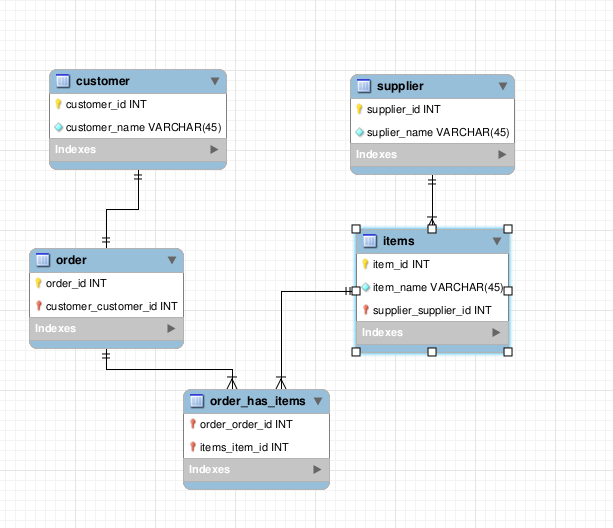 customer
customer_id INT
customer_name VARCHAR(45)
Indexes
supplier
supplier_id INT
suplier_name VARCHAR(45)
Indexes
order
order_id INT
customer_customer_id INT
Indexes
items
item_id INT
item_name VARCHAR(45)
supplier_supplier_id INT
Indexes
order_has_items
order_order_id INT
items_item_id INT
Indexes